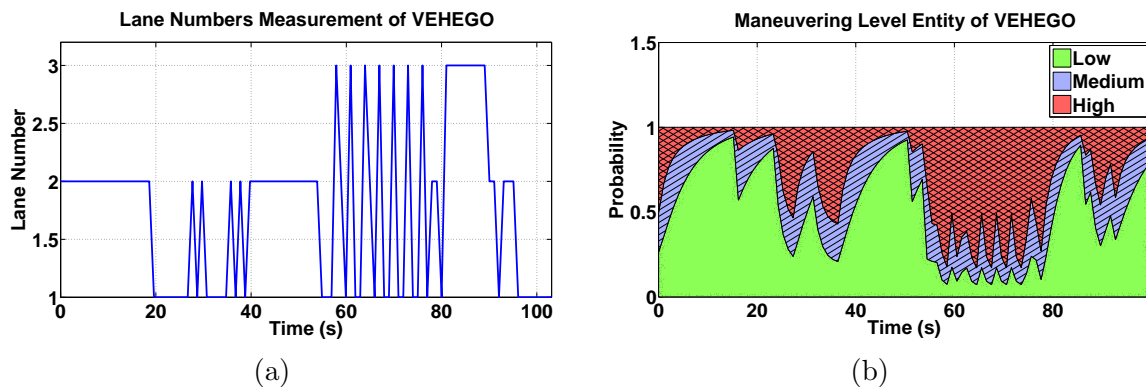 Lane Numbers Measurement of VEHEGO
3
2.5
2
1.5
1
Lane Number
0 20 40 60 80 100
Time (s)
(a)
Maneuvering Level Entity of VEHEGO
1.5
1
0.5
0
Probability
Low
Medium
High
0 20 40 60 80
Time (s)
(b)